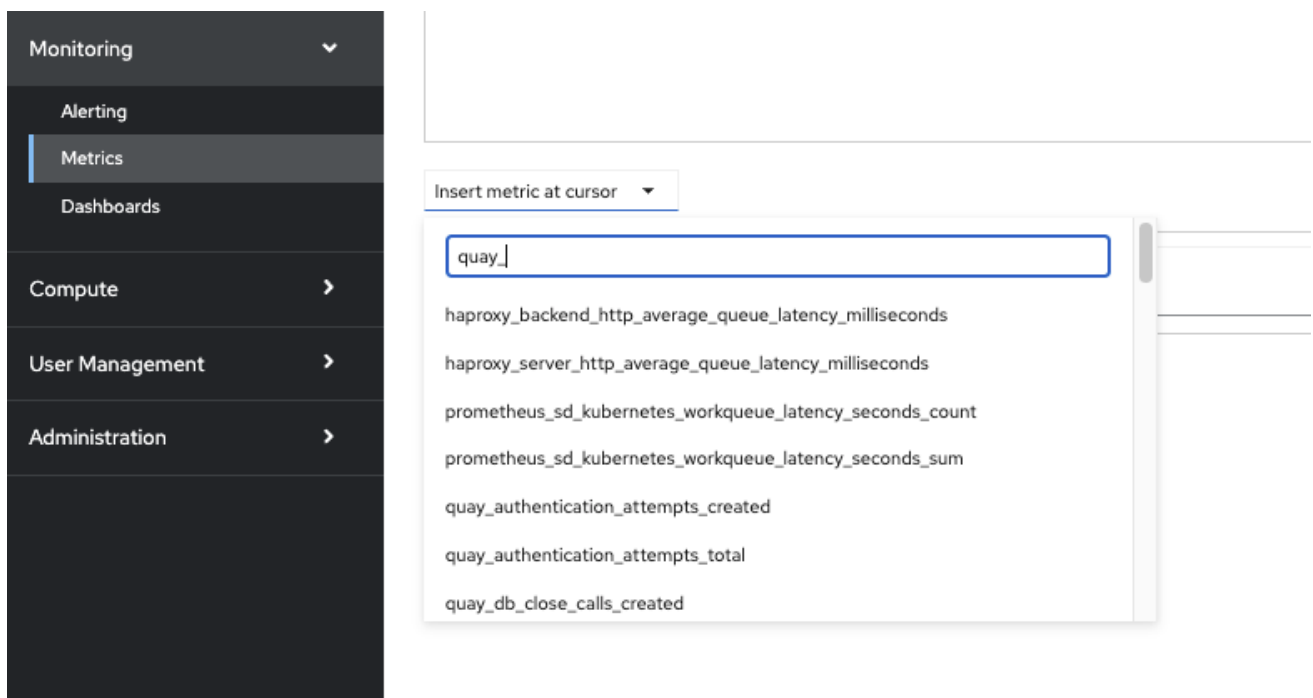 Monitoring
Alerting
Metrics
Dashboards
Compute
User Management
Administration
Insert metric at cursor
quay_
haproxy_backend_http_average_queue_latency_milliseconds
haproxy_server_http_average_queue_latency_milliseconds
prometheus_sd_kubernetes_workqueue_latency_seconds_count
prometheus_sd_kubernetes_workqueue_latency_seconds_sum
quay_authentication_attempts_created
quay_authentication_attempts_total
quay_db_close_calls_created